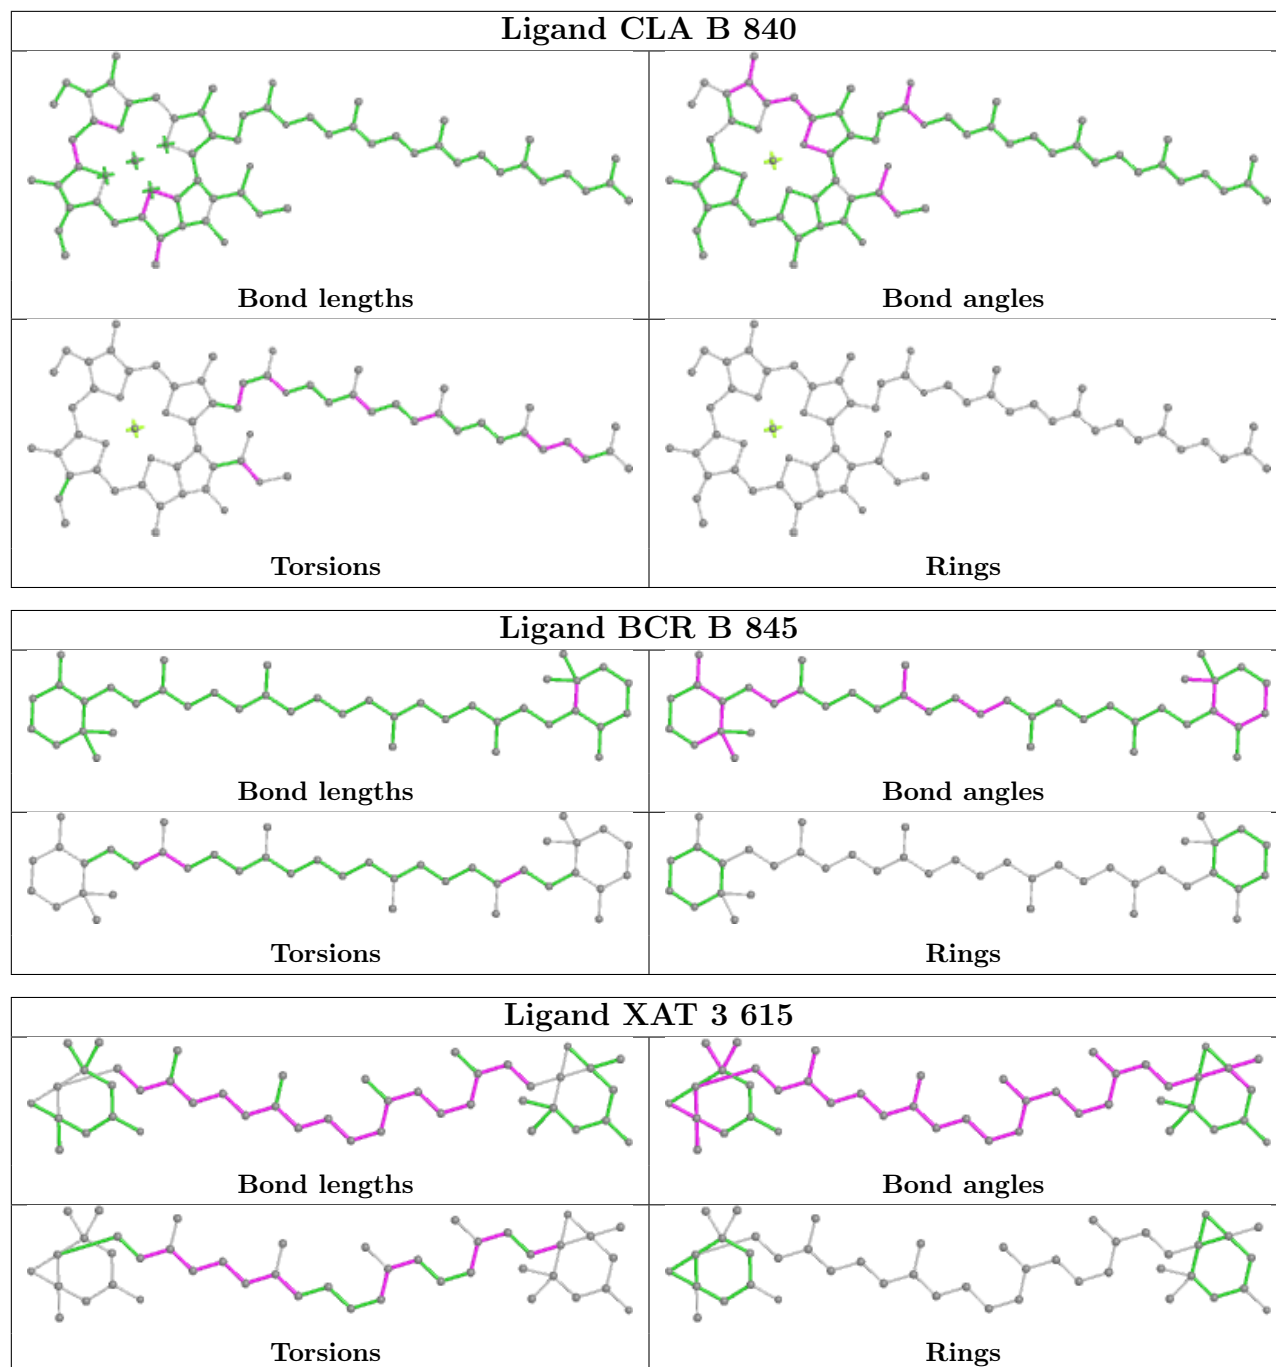 Ligand CLA B 840
Bond lengths
Bond angles
Torsions
Rings
Ligand BCR B 845
Bond lengths
Bond angles
Torsions
Rings
Ligand XAT 3 615
Bond lengths
Bond angles
Torsions
Rings